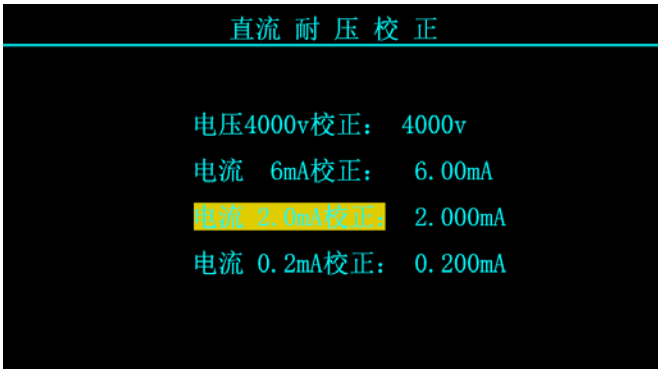 直流 耐 压 校 正
电压4000v校正： 4000v
电流 6mA校正： 6.00mA
电流 2.0mA校正： 2.000mA
电流 0.2mA校正： 0.200mA